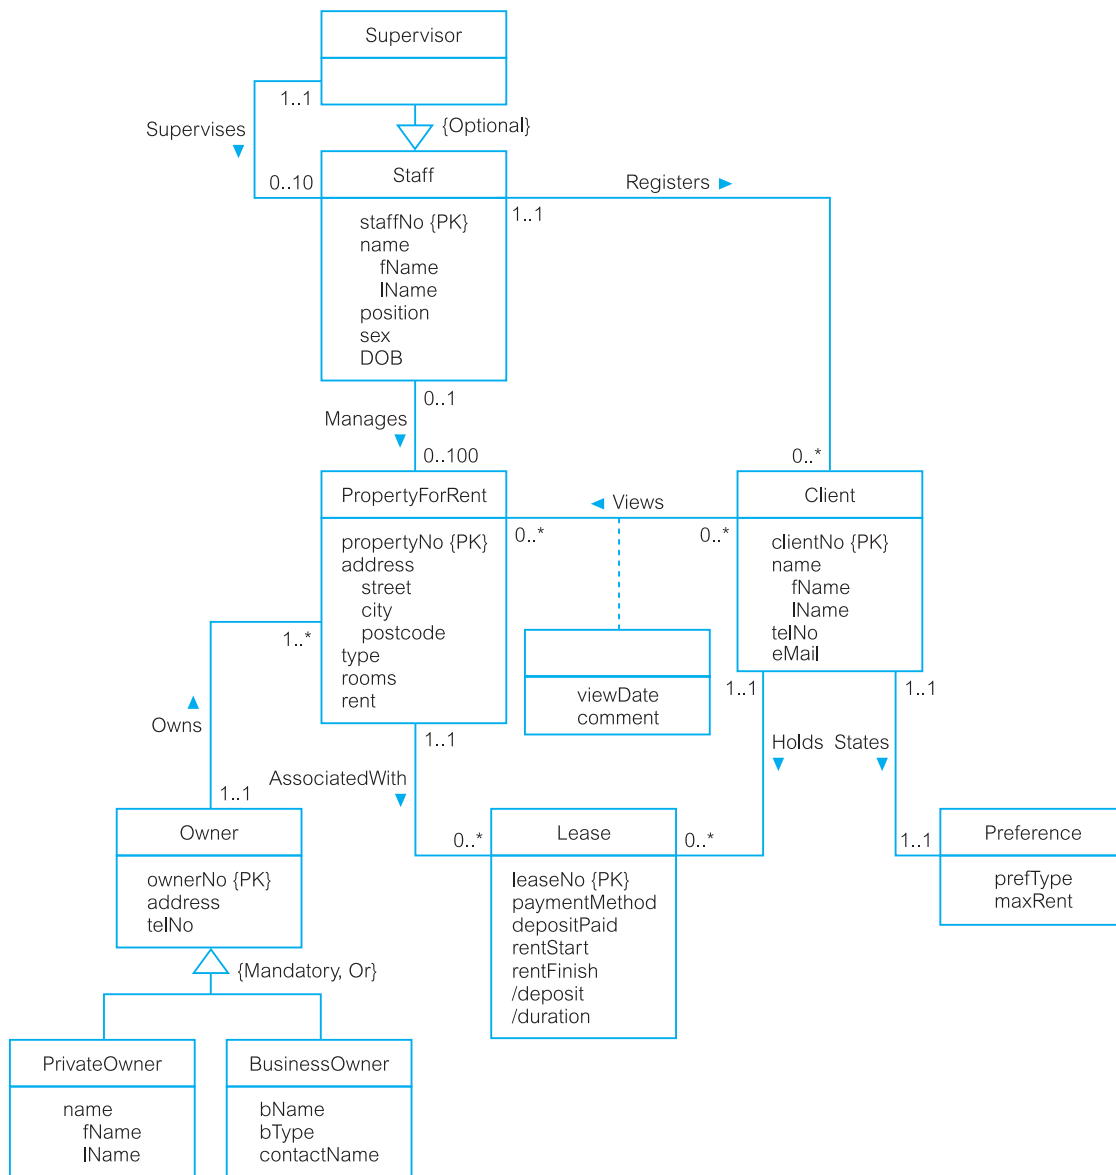 Supervisor
1..1
{Optional}
Supervises
0..10
Staff
Registers
1..1
staffNo {PK}
name
fName
lName
position
sex
DOB
0..1
Manages
0..100
0..*
PropertyForRent
Views
Client
0..*
0..*
propertyNo {PK}
address
street
city
postcode
type
rooms
rent
clientNo {PK}
name
fName
lName
telNo
eMail
1..*
viewDate
comment
1..1
1..1
Owns
1..1
Holds
States
AssociatedWith
1..1
0..*
0..*
1..1
Owner
ownerNo {PK}
address
telNo
Lease
leaseNo {PK}
paymentMethod
depositPaid
rentStart
rentFinish
/deposit
/duration
Preference
prefType
maxRent
{Mandatory, Or}
PrivateOwner
name
fName
lName
BusinessOwner
bName
bType
contactName